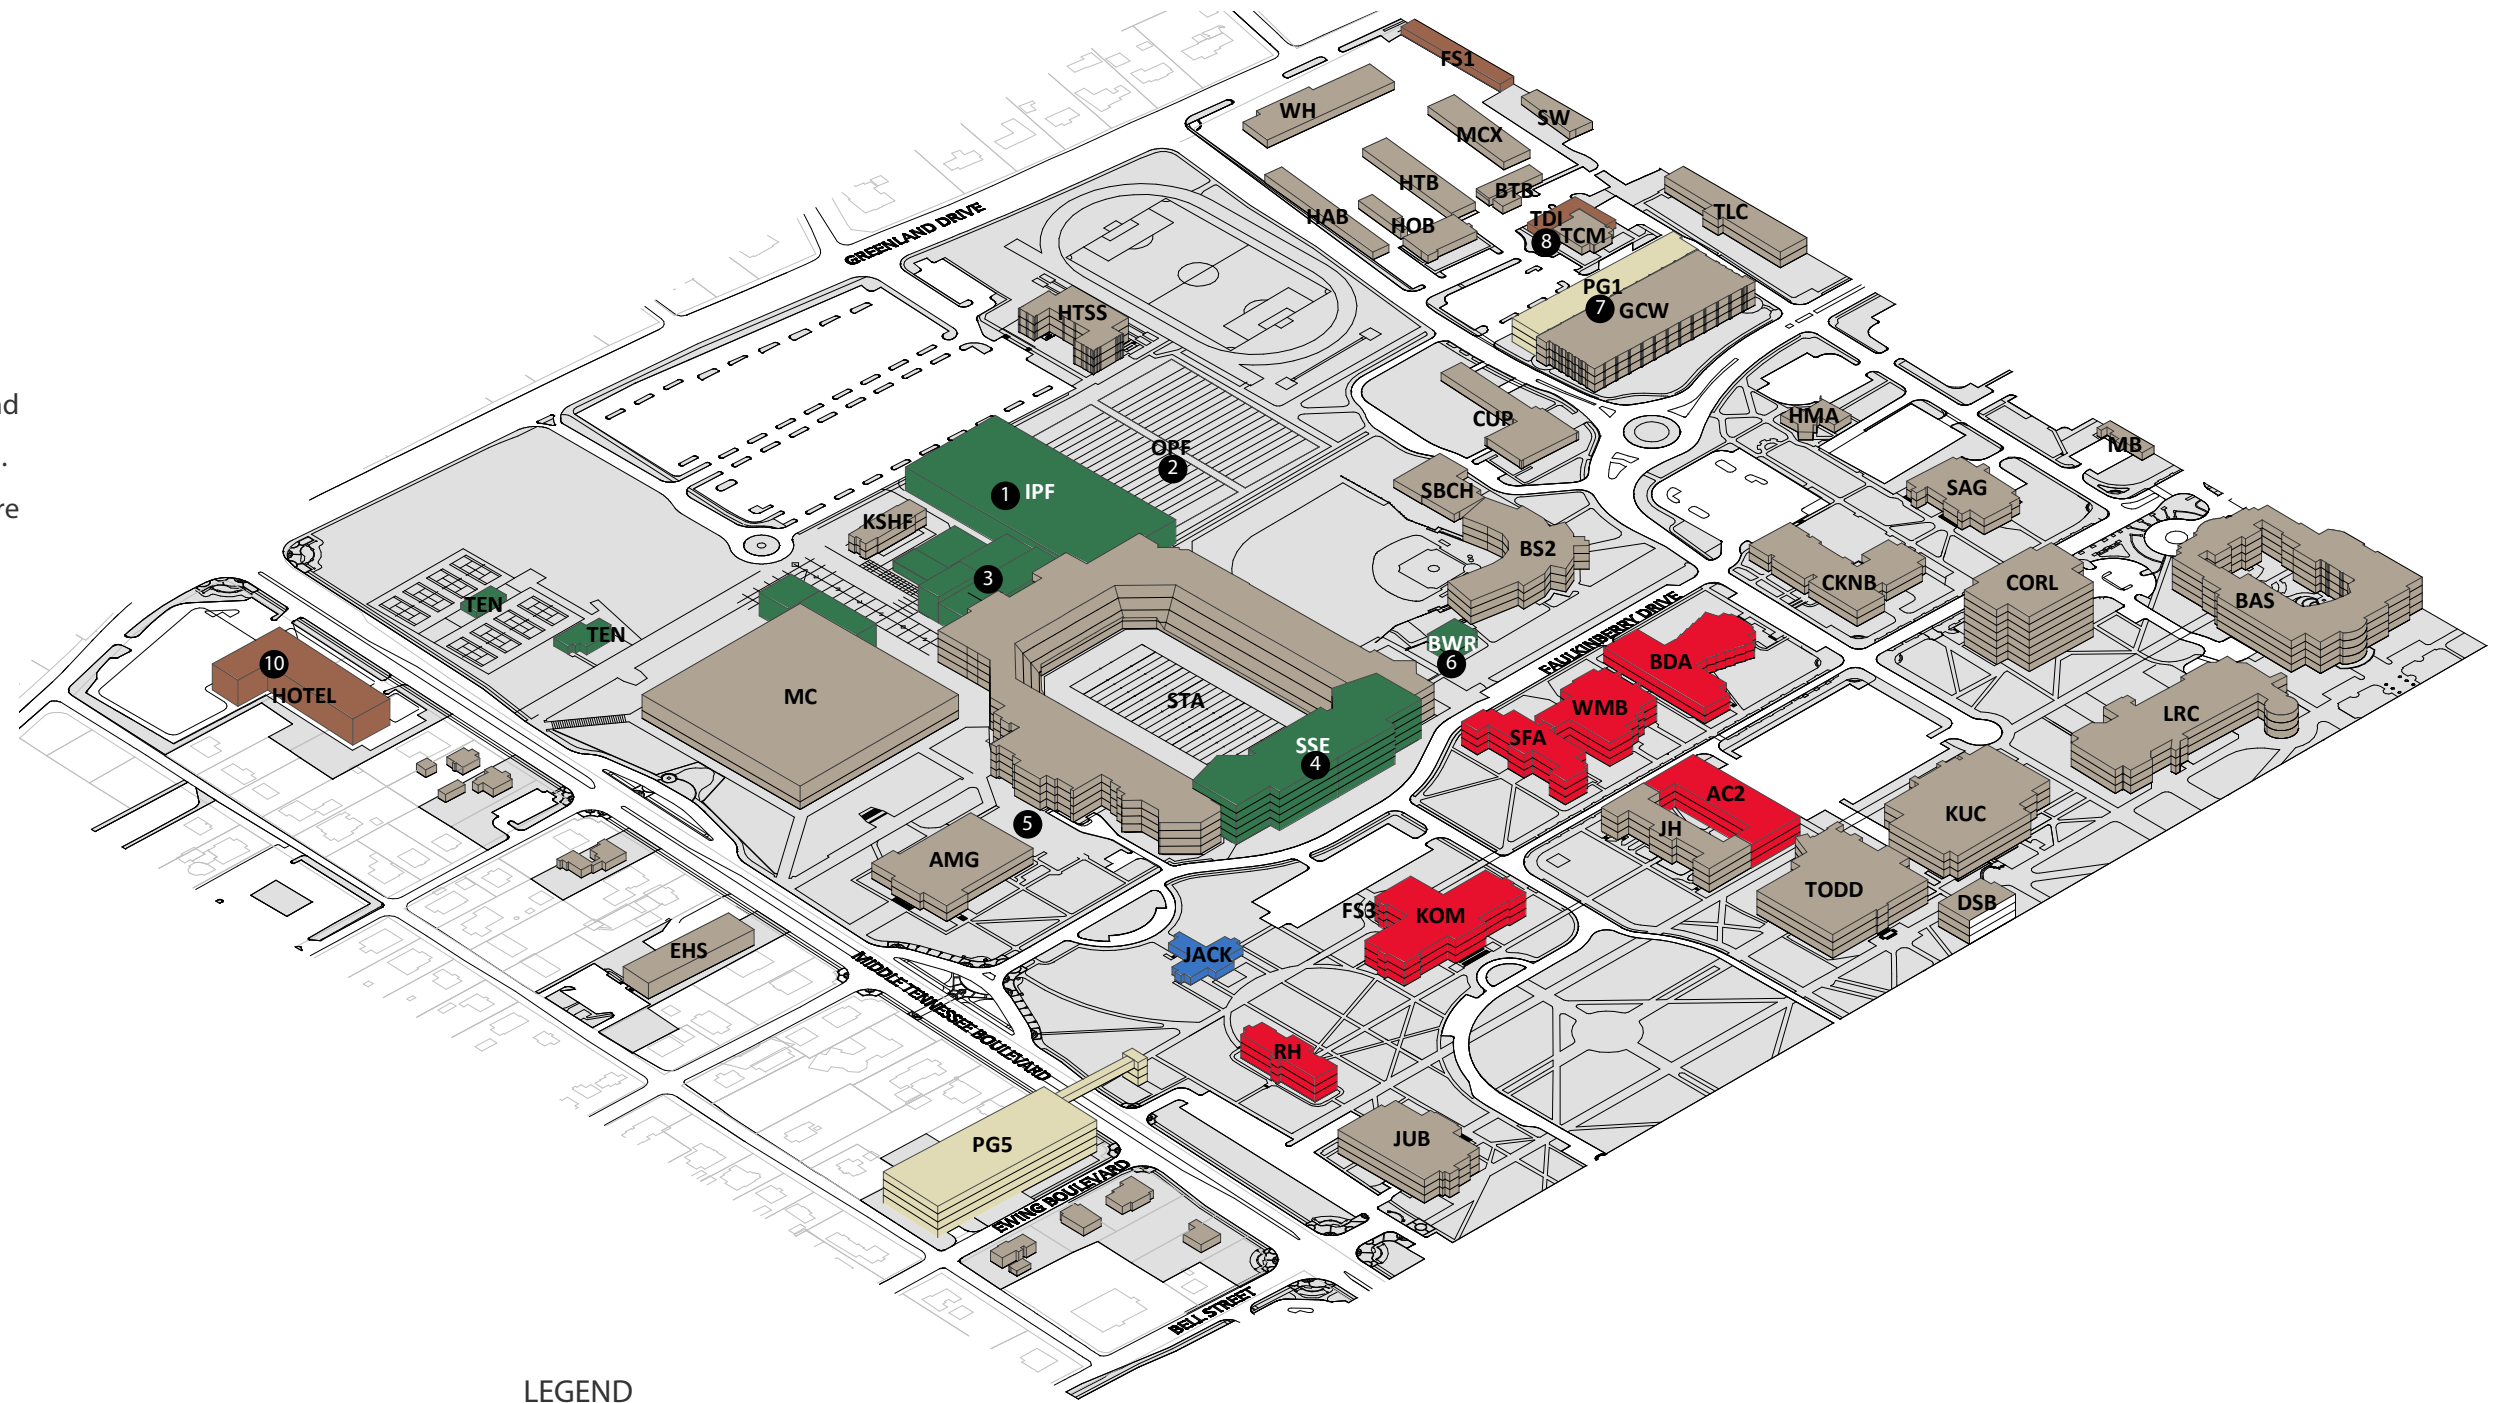 FS1
WH
SW
MCX
HTB
BTB
HAB
HOB
TDI
TCM
8
TLC
GREENLAND DRIVE
PG1
7 GCW
HTSS
nd
CUP
HMA
MB
OPF
2
.
1 IPF
SBCH
SAG
re
KSHF
BS2
3
CKNB
CORL
BAS
TEN
TEN
FAULKINBERRY DRIVE
BWR
6
BDA
10
HOTEL
MC
STA
WMB
LRC
SFA
SSE
4
AC2
KUC
5
JH
AMG
TODD
DSB
FS3
KOM
EHS
JACK
MIDDLE TENNESSEE BOULEVARD
RH
PG5
JUB
EWING BOULEVARD
BELL STREET
LEGEND